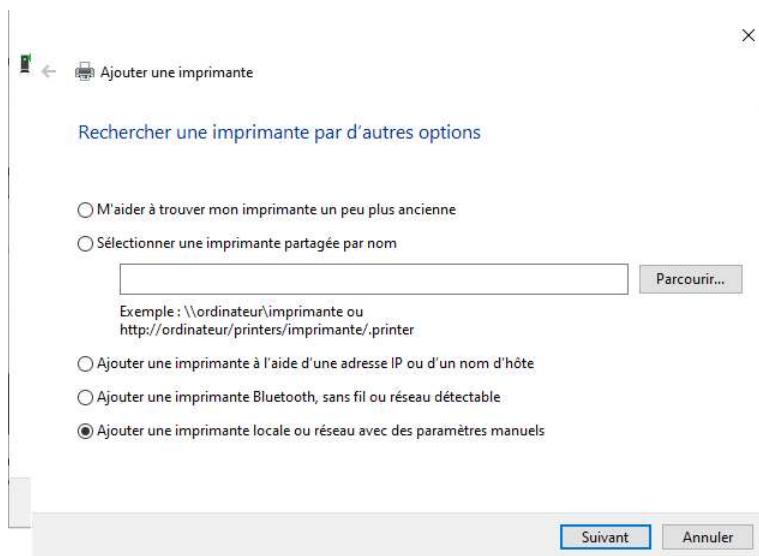 Ajouter une imprimante
Rechercher une imprimante par d'autres options
M'aider à trouver mon imprimante un peu plus ancienne
Sélectionner une imprimante partagée par nom
Parcourir...
Exemple : \\ordinateur\imprimante ou
http://ordinateur/printers/imprimante/.printer
Ajouter une imprimante à l'aide d'une adresse IP ou d'un nom d'hôte
Ajouter une imprimante Bluetooth, sans fil ou réseau détectable
Ajouter une imprimante locale ou réseau avec des paramètres manuels
Suivant Annuler